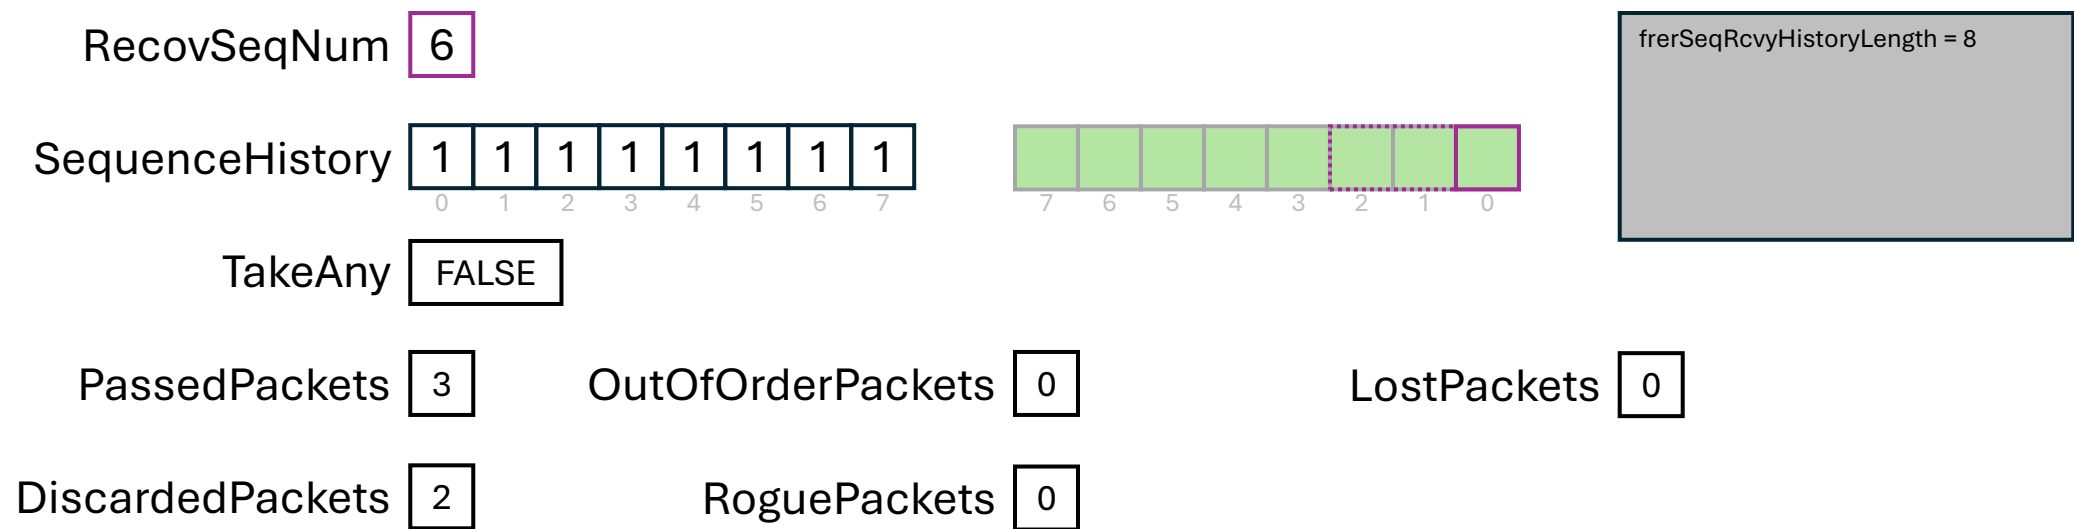 RecovSeqNum 6
frerSeqRcvyHistoryLength = 8
SequenceHistory 1 1 1 1 1 1 1 1
0 1 2 3 4 5 6 7
7 6 5 4 3 2 1 0
TakeAny FALSE
PassedPackets 3 OutOfOrderPackets 0 LostPackets 0
DiscardedPackets 2 RoguePackets 0